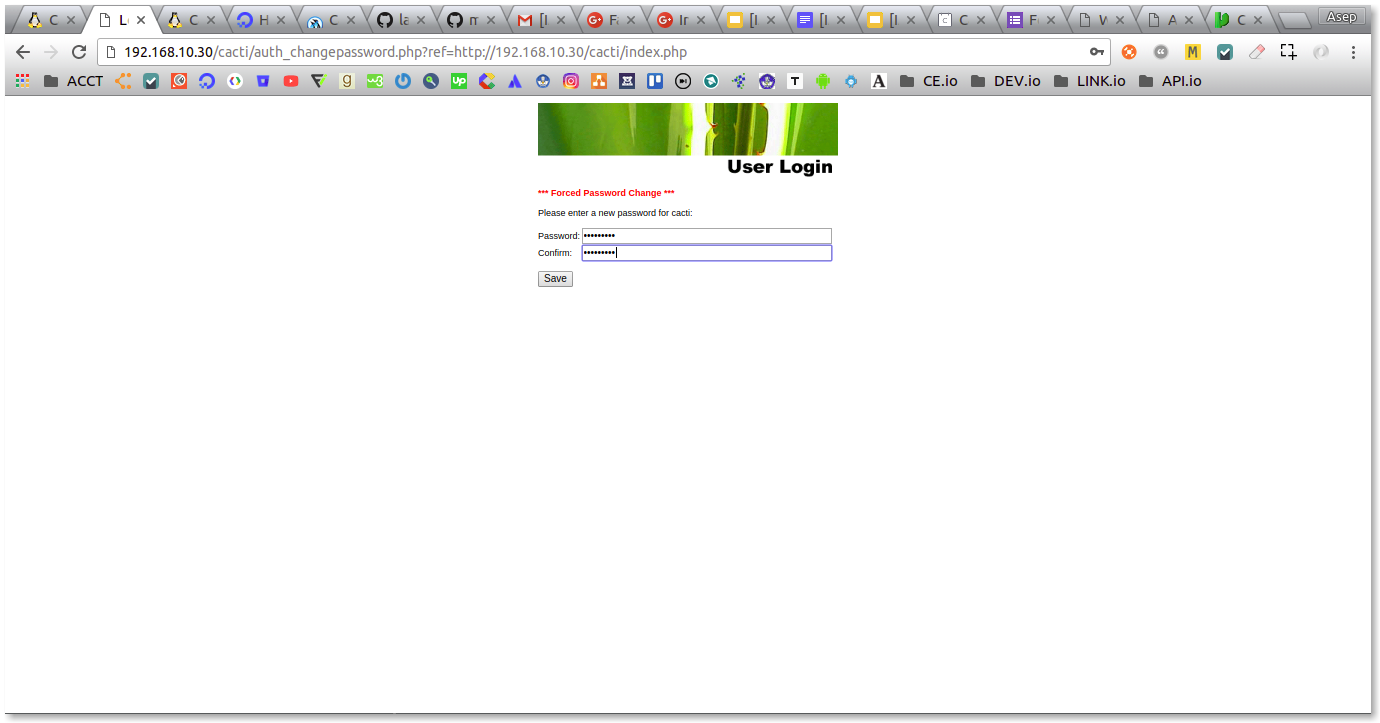 C L C H C la m [I Fa In [I [I [I C F W A C Asep
192.168.10.30/cacti/auth_changepassword.php?ref=http://192.168.10.30/cacti/index.php
ACCT CE.io DEV.io LINK.io API.io
User Login
*** Forced Password Change ***
Please enter a new password for cacti:
Password: •••••••••
Confirm: •••••••••
Save